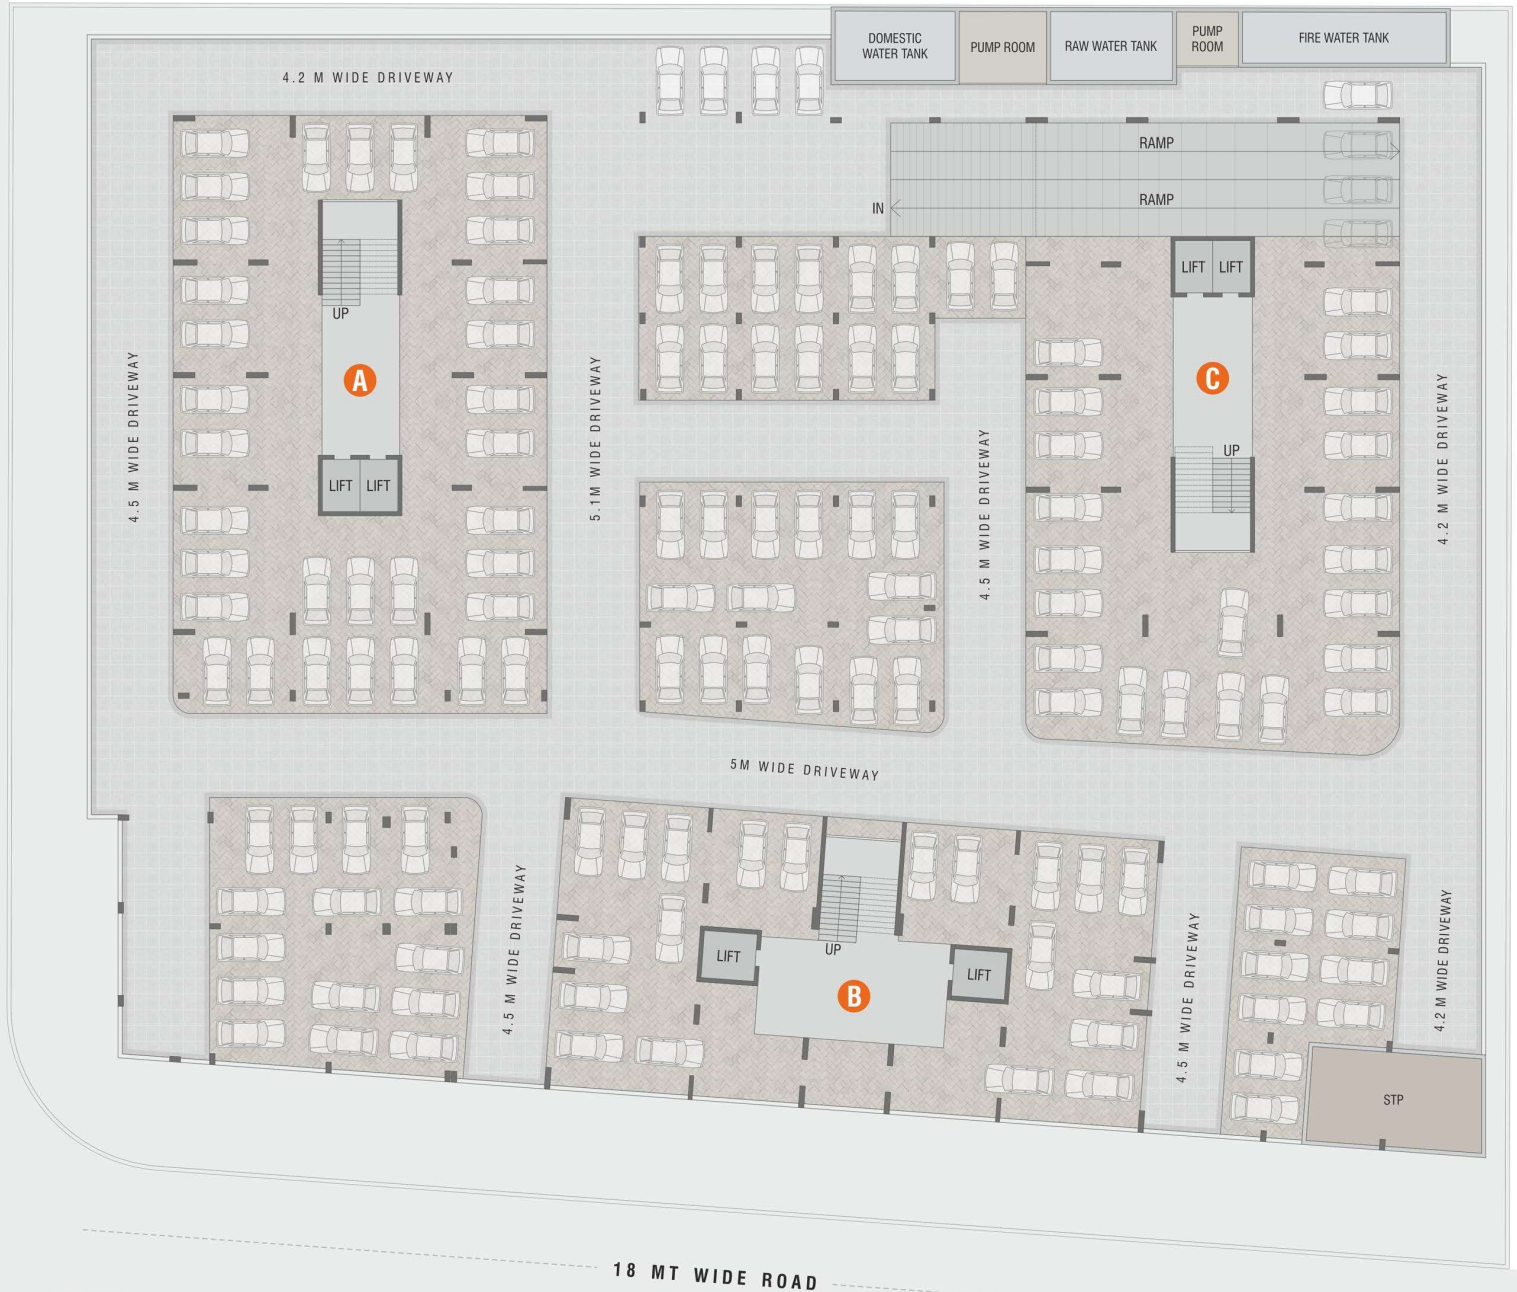 DOMESTIC
WATER TANK
PUMP ROOM
RAW WATER TANK
PUMP
ROOM
FIRE WATER TANK
4.2 M WIDE DRIVEWAY
RAMP
RAMP
IN
LIFT LIFT
UP
A
C
UP
LIFT LIFT
4.5 M WIDE DRIVEWAY
5.1M WIDE DRIVEWAY
4.5 M WIDE DRIVEWAY
4.2 M WIDE DRIVEWAY
5M WIDE DRIVEWAY
4.5 M WIDE DRIVEWAY
UP
LIFT
LIFT
B
4.5 M WIDE DRIVEWAY
4.2 M WIDE DRIVEWAY
STP
18 MT WIDE ROAD